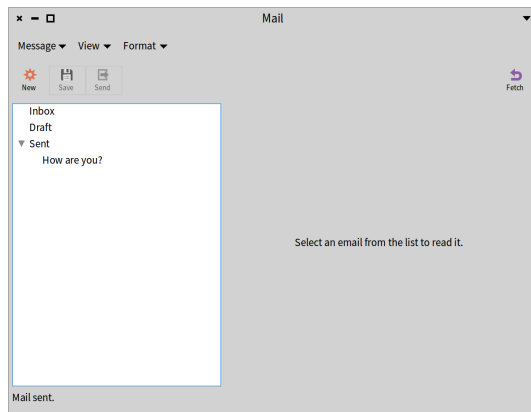 Mail
Message View Format
New Save Send Fetch
Inbox
Draft
Sent
How are you?
Select an email from the list to read it.
Mail sent.